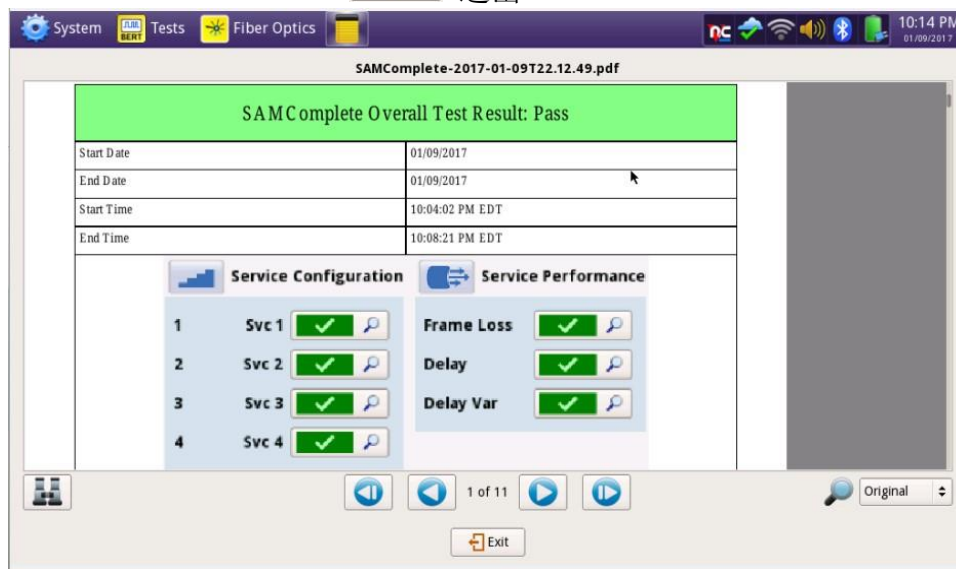 退出
System BERT Tests Fiber Optics 10:14 PM
01/09/2017
SAMComplete-2017-01-09T22.12.49.pdf
SAMComplete Overall Test Result: Pass
Start Date 01/09/2017
End Date 01/09/2017
Start Time 10:04:02 PM EDT
End Time 10:08:21 PM EDT
Service Configuration Service Performance
1 Svc 1 Frame Loss
2 Svc 2 Delay
3 Svc 3 Delay Var
4 Svc 4
1 of 11 Original
Exit